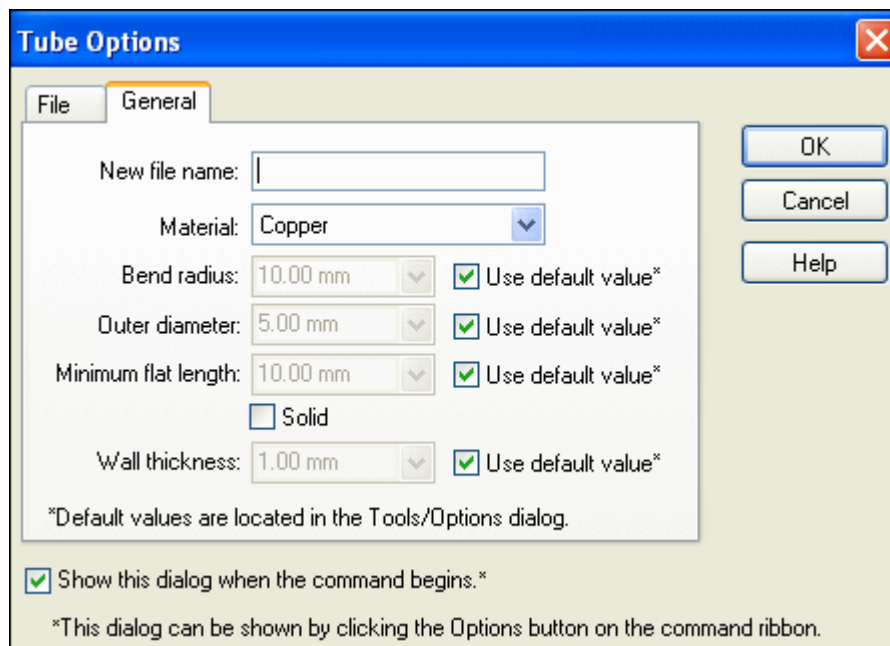 Tube Options
File General
New file name:
Material: Copper
Bend radius: 10.00 mm Use default value*
Outer diameter: 5.00 mm Use default value*
Minimum flat length: 10.00 mm Use default value*
Solid
Wall thickness: 1.00 mm Use default value*
*Default values are located in the Tools/Options dialog.
OK
Cancel
Help
Show this dialog when the command begins.*
*This dialog can be shown by clicking the Options button on the command ribbon.